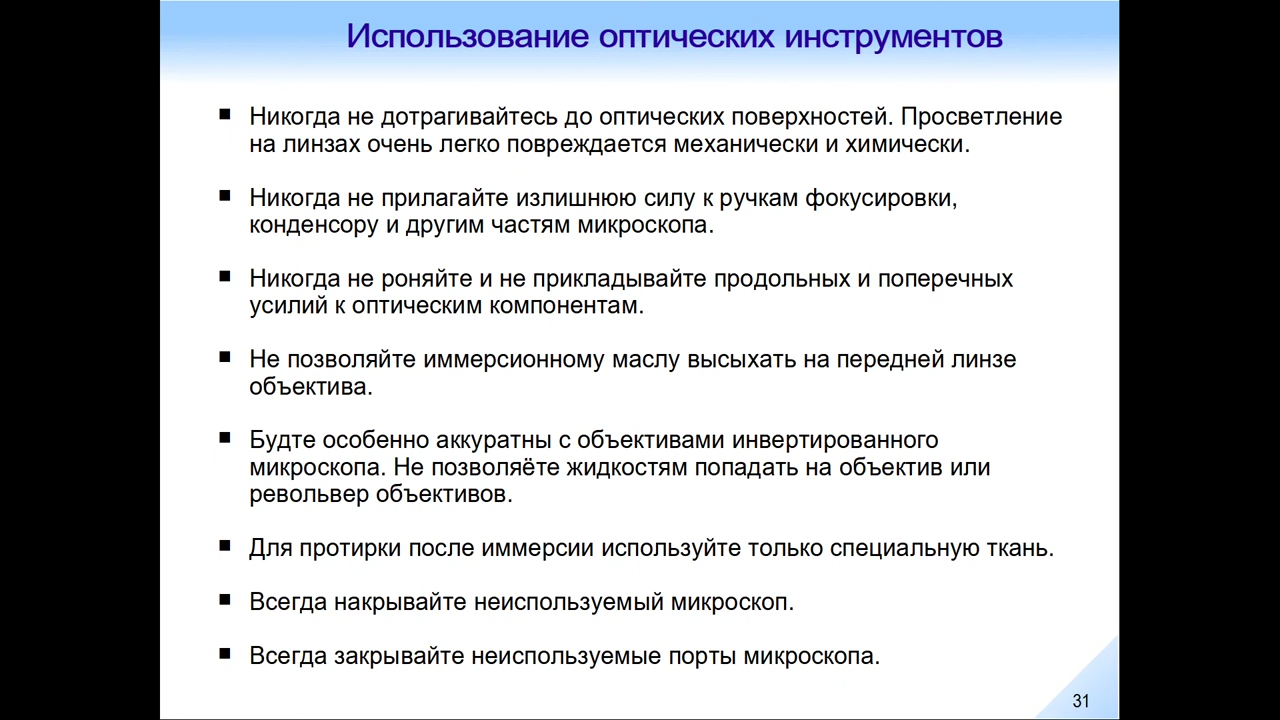 Использование оптических инструментов
Никогда не дотрагивайтесь до оптических поверхностей. Просветление
на линзах очень легко повреждается механически и химически.
Никогда не прилагайте излишнюю силу к ручкам фокусировки,
конденсору и другим частям микроскопа.
Никогда не роняйте и не прикладывайте продольных и поперечных
усилий к оптическим компонентам.
Не позволяйте иммерсионному маслу высыхать на передней линзе
объектива.
Будте особенно аккуратны с объективами инвертированного
микроскопа. Не позволяёте жидкостям попадать на объектив или
револьвер объективов.
Для протирки после иммерсии используйте только специальную ткань.
Всегда накрывайте неиспользуемый микроскоп.
Всегда закрывайте неиспользуемые порты микроскопа.
31